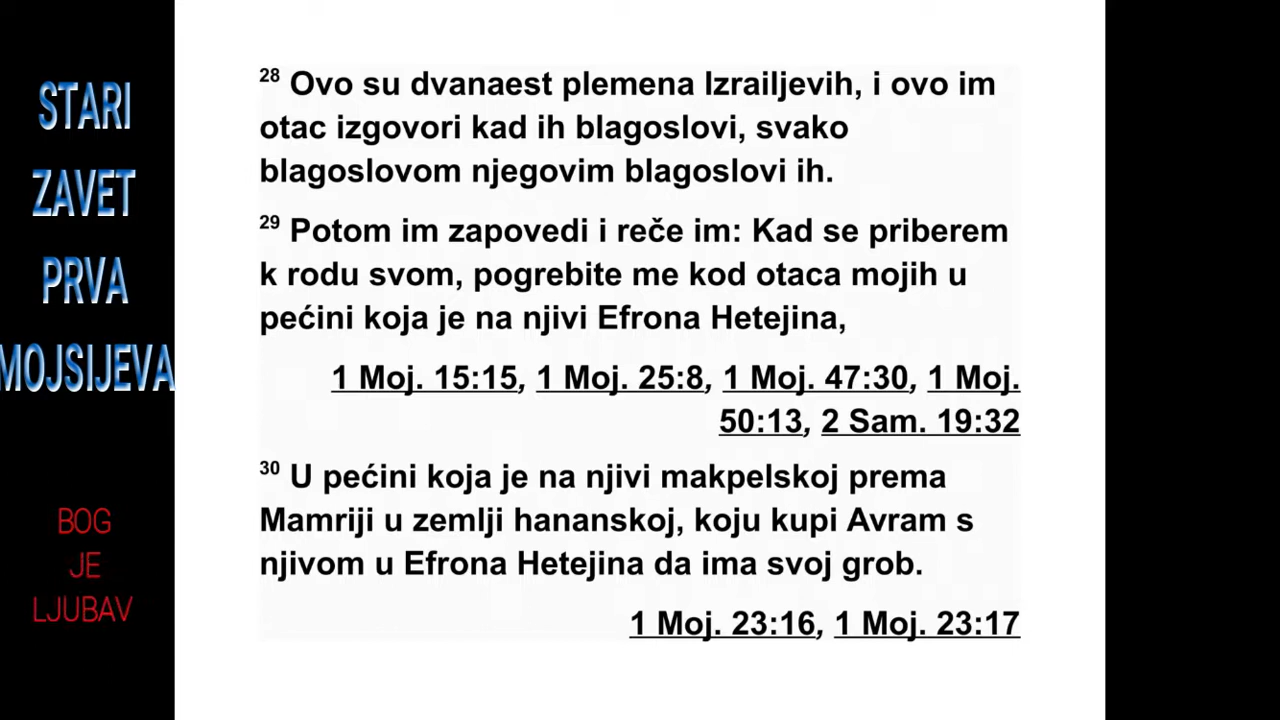 STARI
ZAVET
PRVA
MOJSIJEVA
BOG
JE
LJUBAV
28 Ovo su dvanaest plemena Izrailjevih, i ovo im
otac izgovori kad ih blagoslovi, svako
blagoslovom njegovim blagoslovi ih.
29 Potom im zapovedi i reče im: Kad se priberem
k rodu svom, pogrebite me kod otaca mojih u
pećini koja je na njivi Efrona Hetejina,
1 Moj. 15:15, 1 Moj. 25:8, 1 Moj. 47:30, 1 Moj.
50:13, 2 Sam. 19:32
30 U pećini koja je na njivi makpelskoj prema
Mamriji u zemlji hananskoj, koju kupi Avram s
njivom u Efrona Hetejina da ima svoj grob.
1 Moj. 23:16, 1 Moj. 23:17